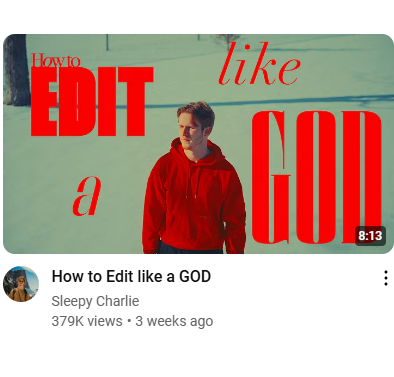 How to
EDIT
like
a
GOD
8:13
How to Edit like a GOD
Sleepy Charlie
379K views • 3 weeks ago